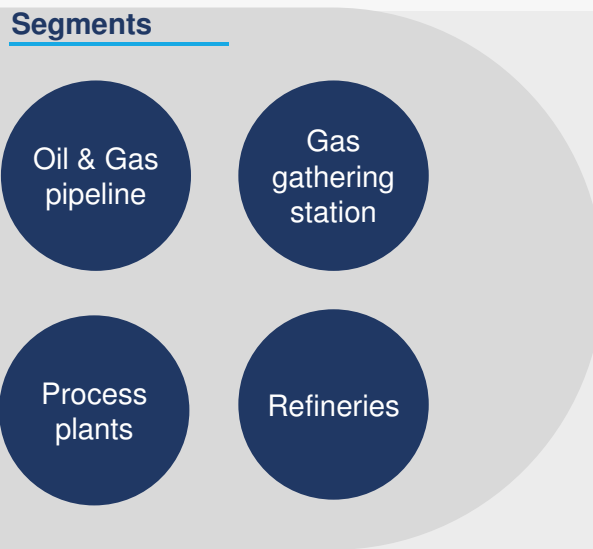 Segments
Oil & Gas
pipeline
Gas
gathering
station
Process
plants
Refineries